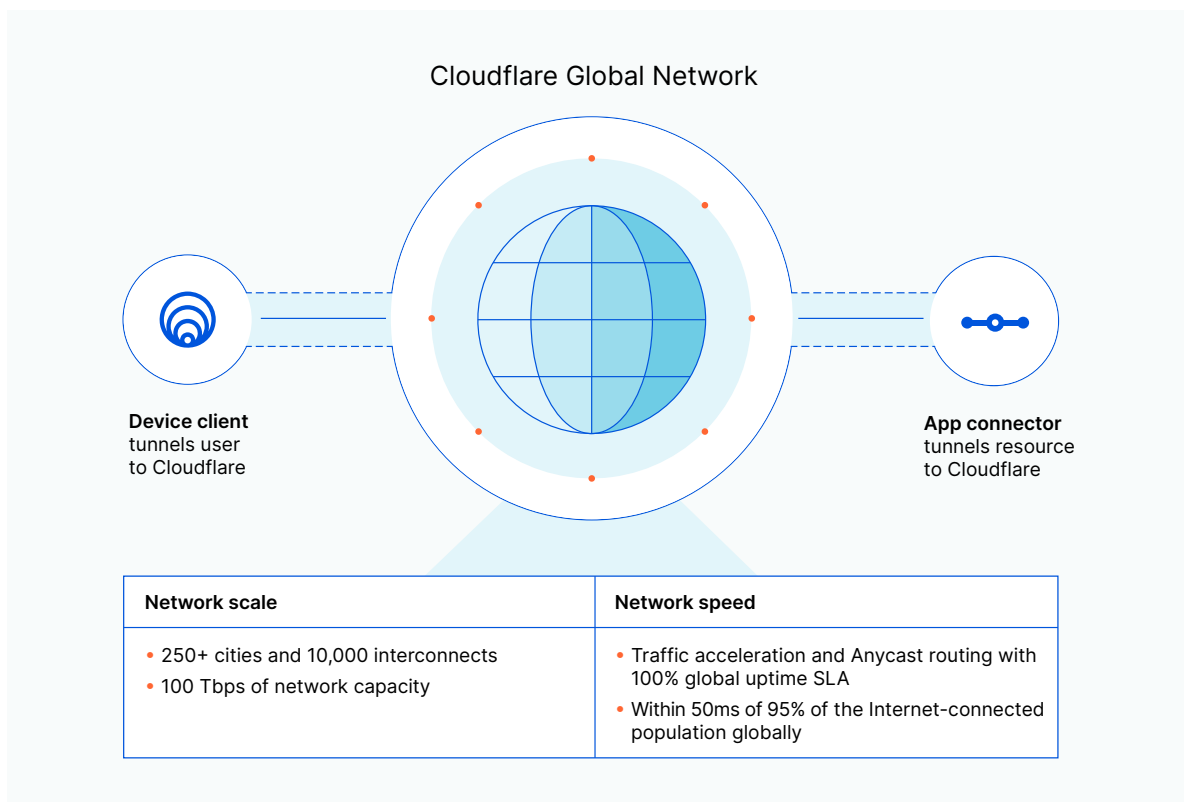 Cloudflare Global Network
Device client
tunnels user
to Cloudflare
App connector
tunnels resource
to Cloudflare
Network scale
• 250+ cities and 10,000 interconnects
• 100 Tbps of network capacity
Network speed
• Traffic acceleration and Anycast routing with
100% global uptime SLA
• Within 50ms of 95% of the Internet-connected
population globally